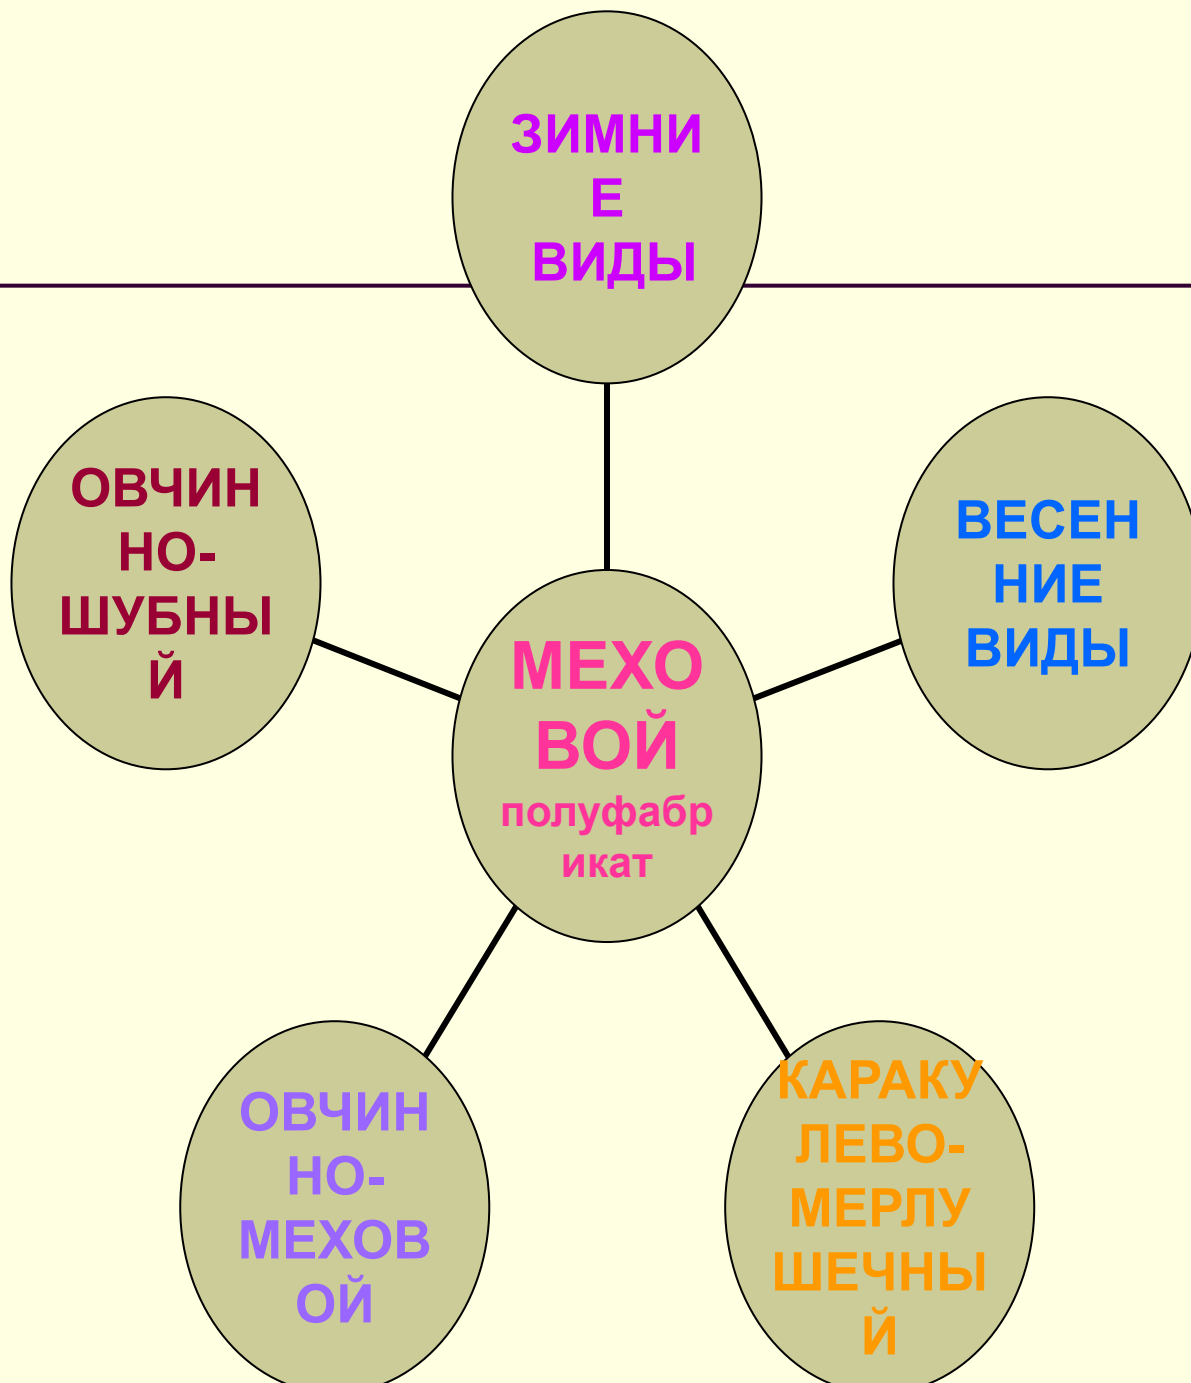 ЗИМНИ
Е
ВИДЫ
ОВЧИН
НО-
ШУБНЫ
Й
ВЕСЕН
НИЕ
ВИДЫ
МЕХО
ВОЙ
полуфабр
икат
ОВЧИН
НО-
МЕХОВ
ОЙ
КАРАКУ
ЛЕВО-
МЕРЛУ
ШЕЧНЫ
Й